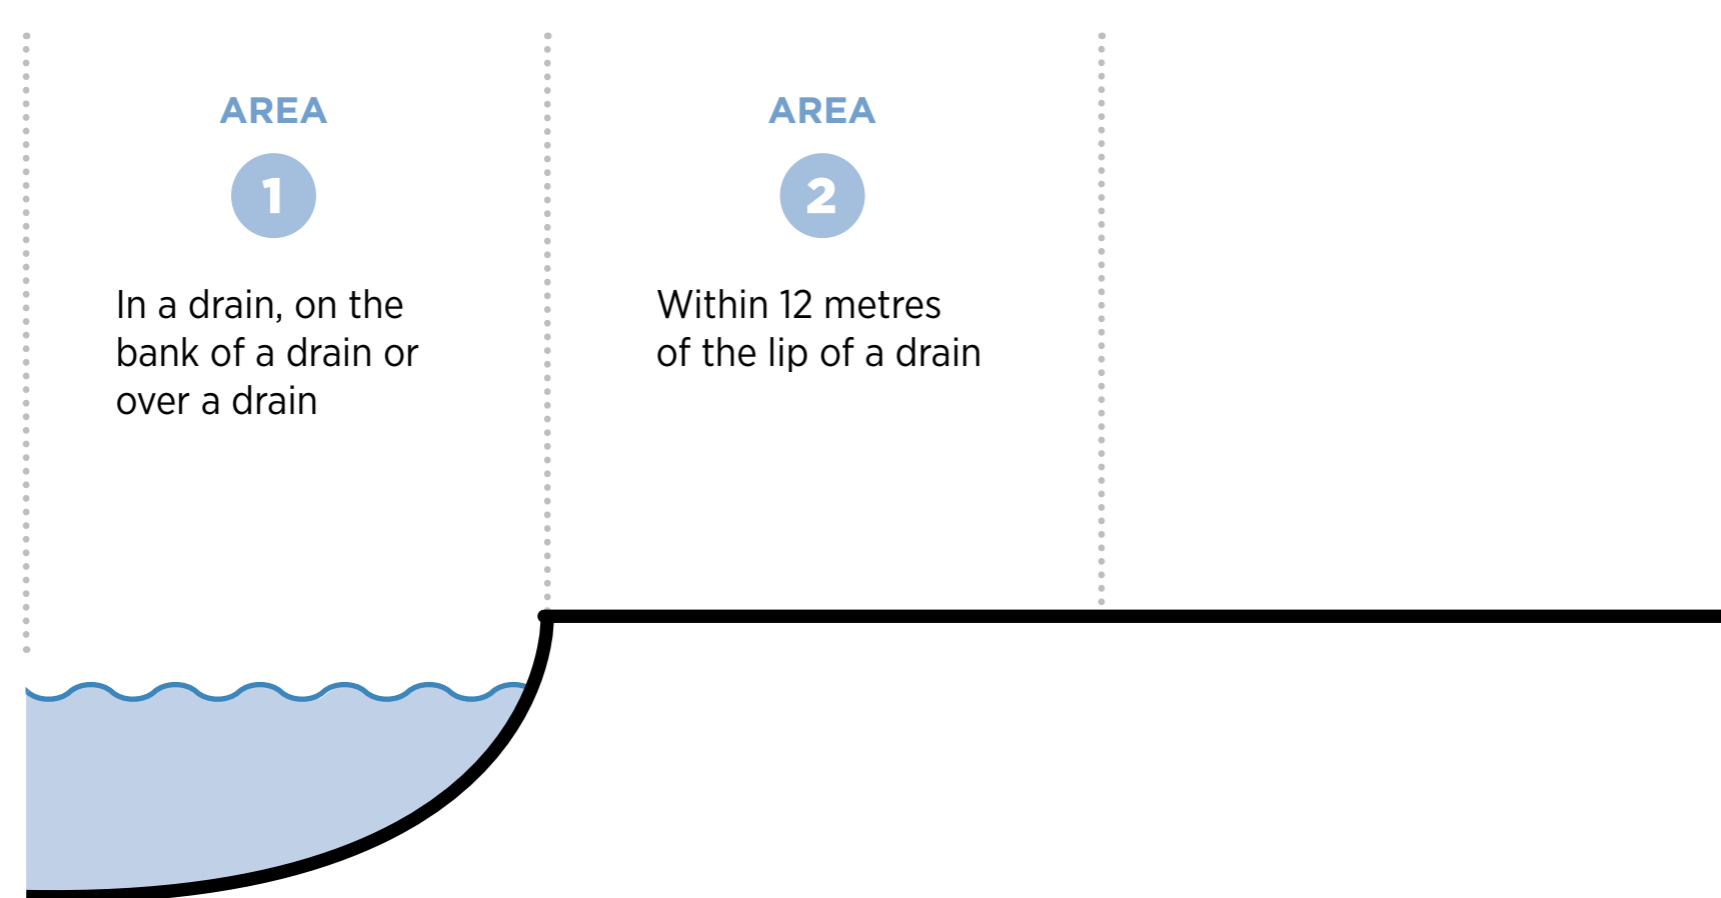 AREA
1
In a drain, on the
bank of a drain or
over a drain
AREA
2
Within 12 metres
of the lip of a drain